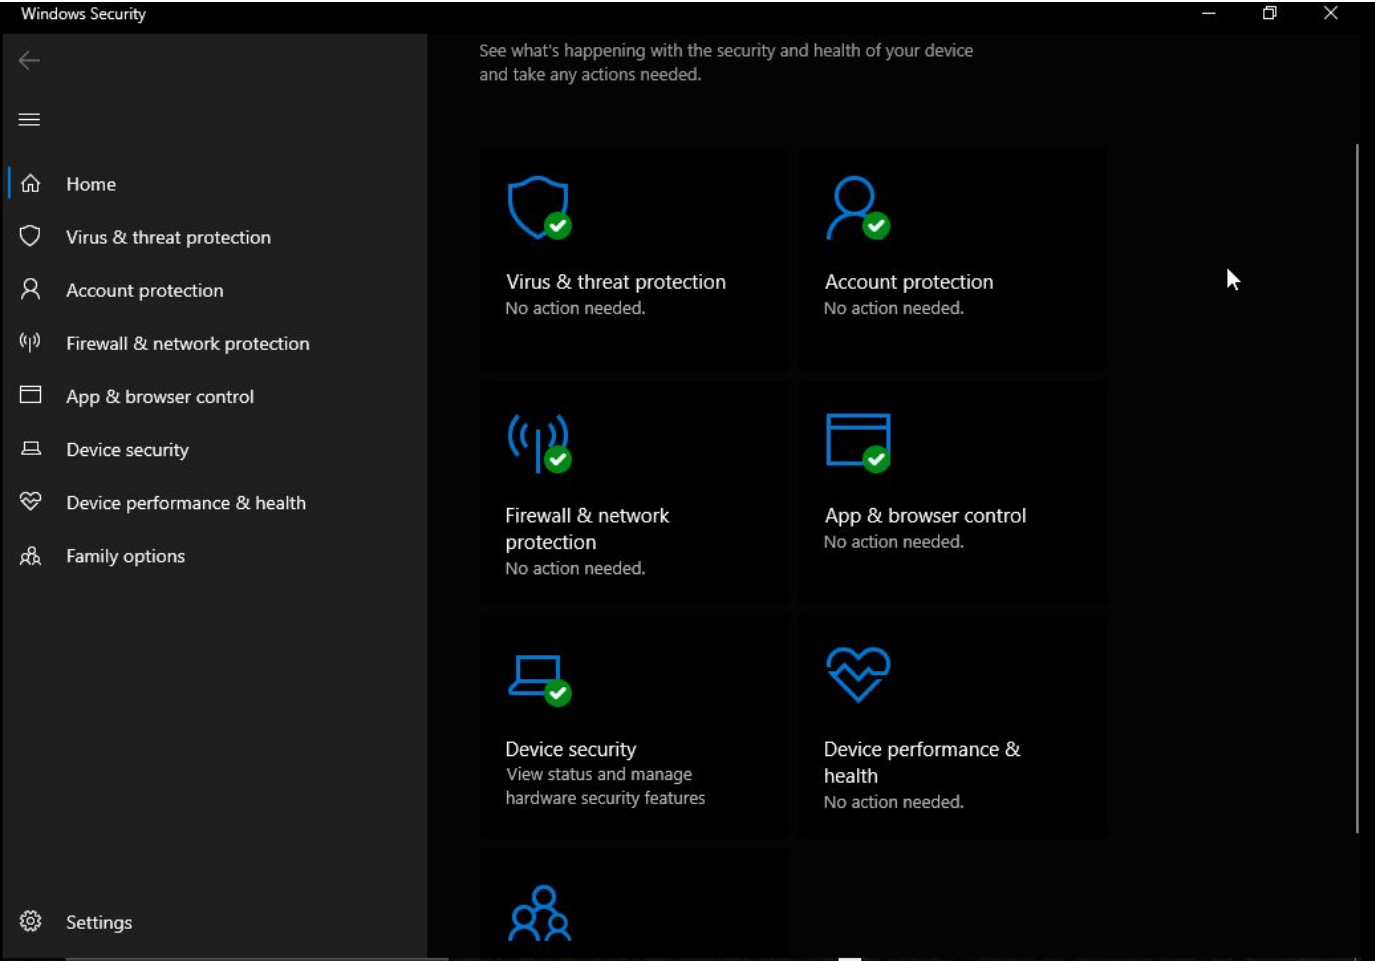 Windows Security
See what's happening with the security and health of your device
and take any actions needed.
Home
Virus & threat protection
Account protection
Firewall & network protection
App & browser control
Device security
Device performance & health
Family options
Settings
Virus & threat protection
No action needed.
Account protection
No action needed.
Firewall & network
protection
No action needed.
App & browser control
No action needed.
Device security
View status and manage
hardware security features
Device performance &
health
No action needed.